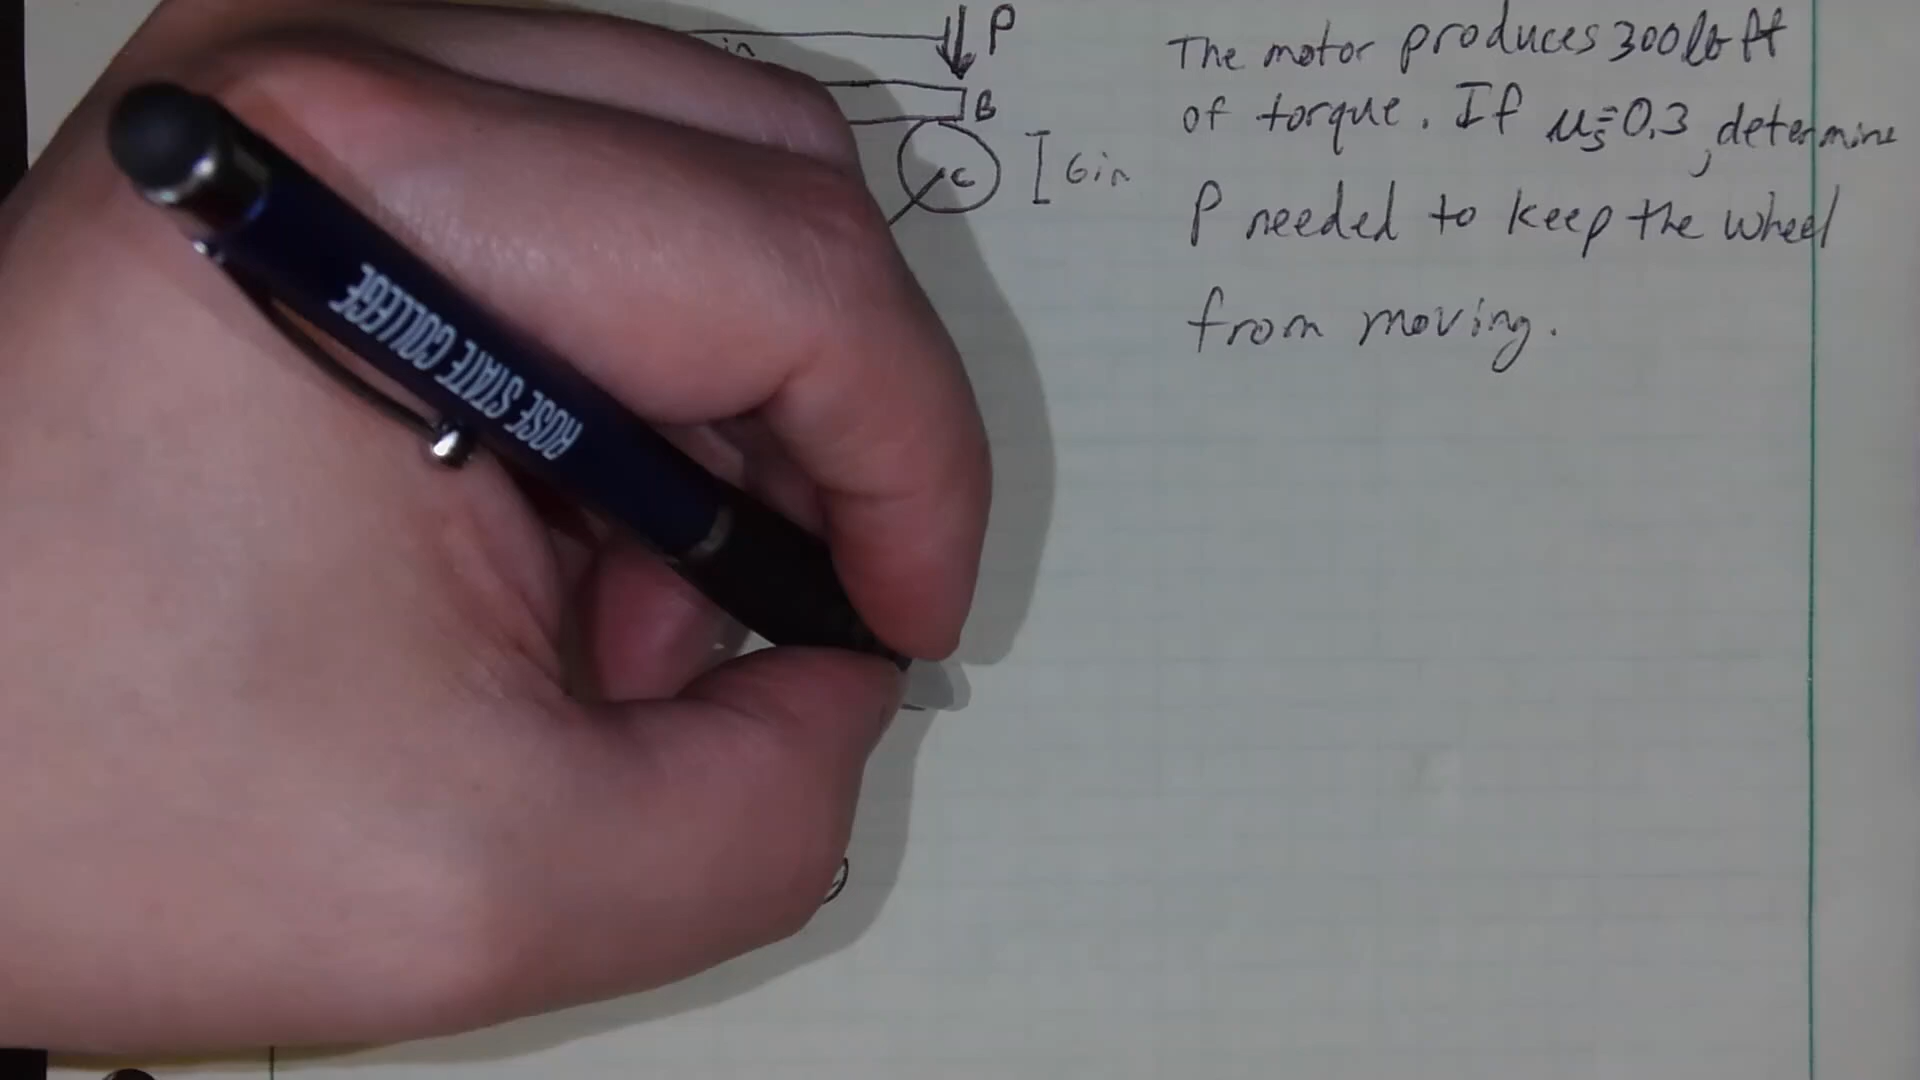 P
in
B
C
6in
The motor produces 300 lb ft
of torque. If μs=0.3, determine
P needed to keep the wheel
from moving.
ROSE STATE COLLEGE